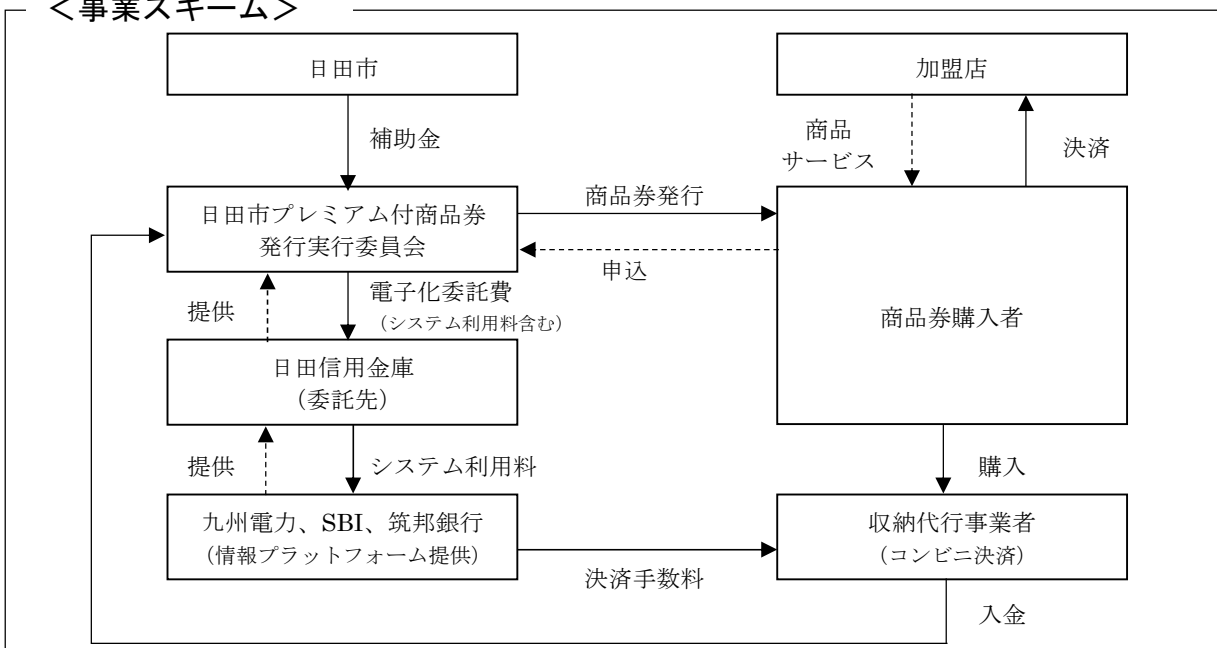 <事業スキーム>
日田市
加盟店
補助金
商品
サービス
決済
日田市プレミアム付商品券
発行実行委員会
商品券発行
申込
商品券購入者
提供
電子化委託費
(システム利用料含む)
日田信用金庫
(委託先)
提供
システム利用料
購入
九州電力、SBI、筑邦銀行
(情報プラットフォーム提供)
決済手数料
収納代行事業者
(コンビニ決済)
入金